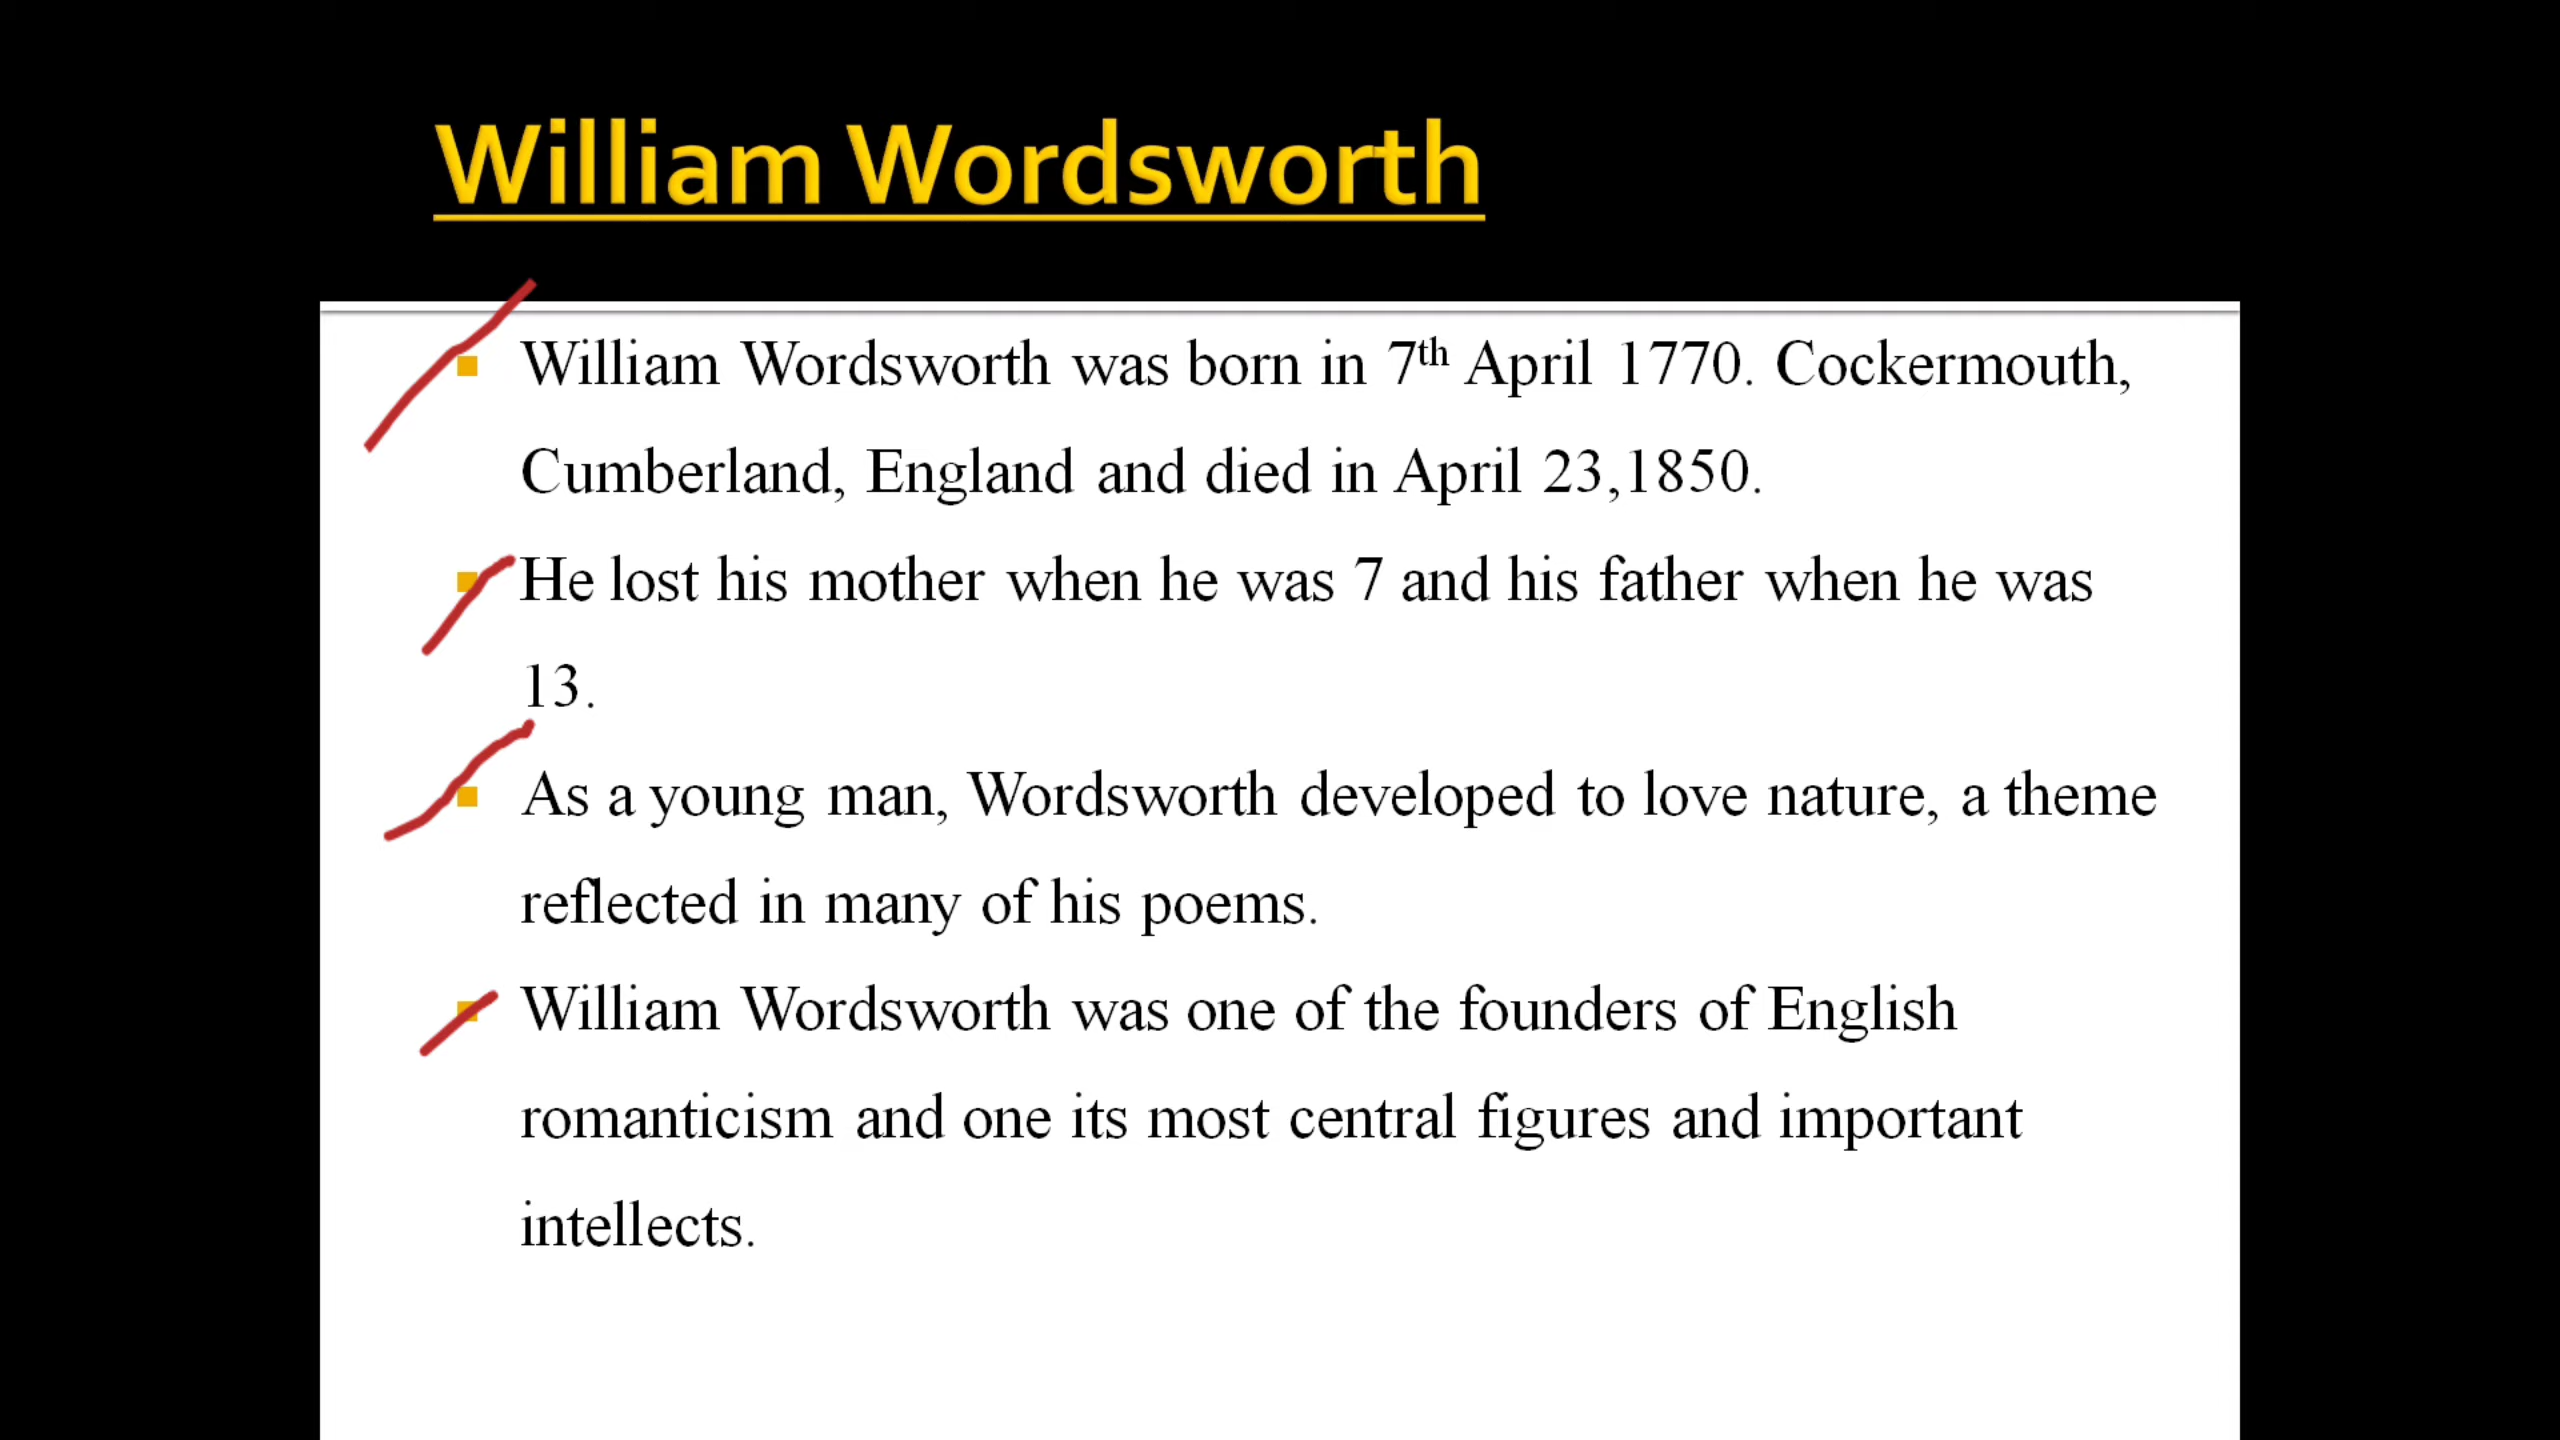 William Wordsworth
William Wordsworth was born in 7th April 1770. Cockermouth,
Cumberland, England and died in April 23,1850.
He lost his mother when he was 7 and his father when he was
13.
As a young man, Wordsworth developed to love nature, a theme
reflected in many of his poems.
William Wordsworth was one of the founders of English
romanticism and one its most central figures and important
intellects.